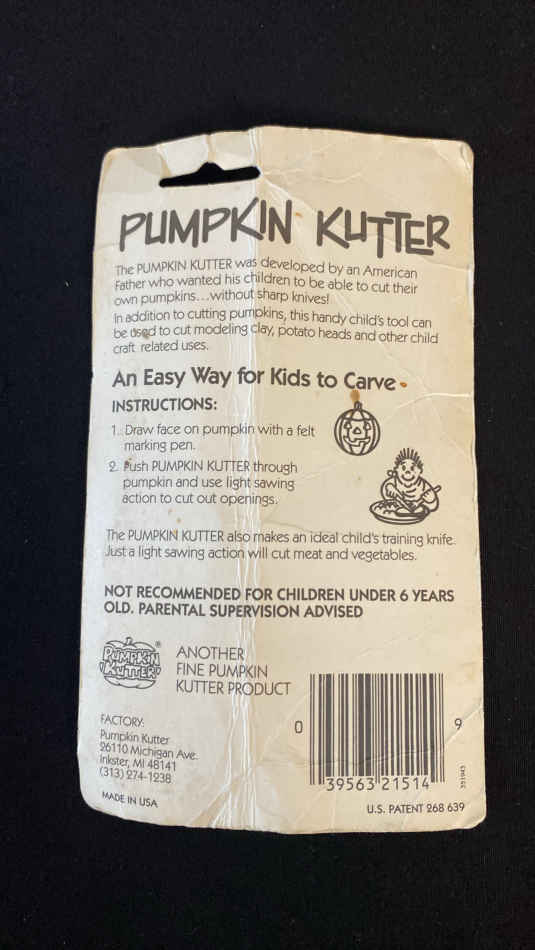 PUMPKIN KUTTER
The PUMPKIN KUTTER was developed by an American
Father who wanted his children to be able to cut their
own pumpkins...without sharp knives!
In addition to cutting pumpkins, this handy child's tool can
be used to cut modeling clay, potato heads and other child
craft related uses.
An Easy Way for Kids to Carve
INSTRUCTIONS:
1. Draw face on pumpkin with a felt
marking pen.
2. Push PUMPKIN KUTTER through
pumpkin and use light sawing
action to cut out openings.
The PUMPKIN KUTTER also makes an ideal child's training knife.
Just a light sawing action will cut meat and vegetables.
NOT RECOMMENDED FOR CHILDREN UNDER 6 YEARS
OLD. PARENTAL SUPERVISION ADVISED
PUMPKIN
KUTTER
®
ANOTHER
FINE PUMPKIN
KUTTER PRODUCT
FACTORY:
Pumpkin Kutter
26110 Michigan Ave.
Inkster, MI 48141
(313) 274-1238
MADE IN USA
0 39563 21514 9
U.S. PATENT 268 639